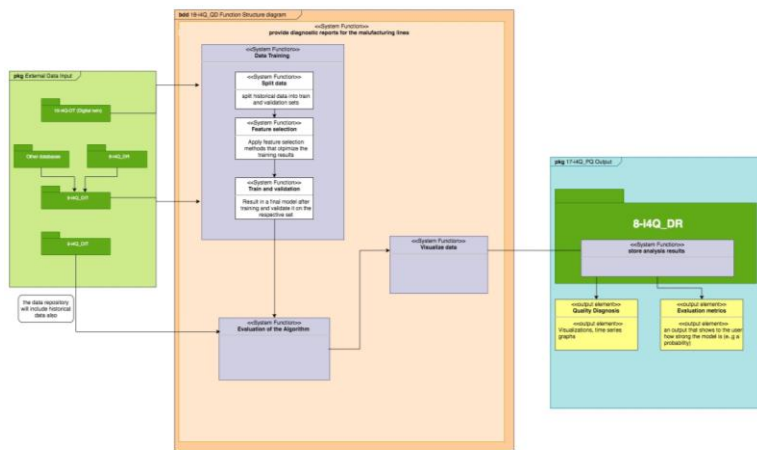 bdd 18-i4Q_QD Function Structure diagram
<<System Function>>
provide diagnostic reports for the malufacturing lines
pkg External Data Input
Other databases
8-i4Q_DR
the data repository
will include historical
data also
<<System Function>>
Data Training
<<System Function>>
Split data
split historical data into train
and validation sets
<<System Function>>
Feature selection
Apply feature selection
methods that otpimize the
training results
<<System Function>>
Train and validation
Result in a final model after
training and validate it on the
respective set
<<System Function>>
Visualize data
<<System Function>>
Evaluation of the Algorithm
pkg 17-i4Q_PQ Output
8-i4Q_DR
<<System Function>>
store analysis results
<<output element>>
Quality Diagnosis
<<output element>>
Visualizations, time series
graphs
<<output element>>
Evaluation metrics
<<output element>>
an output that shows to the user
how strong the model is (e. g a
probability)